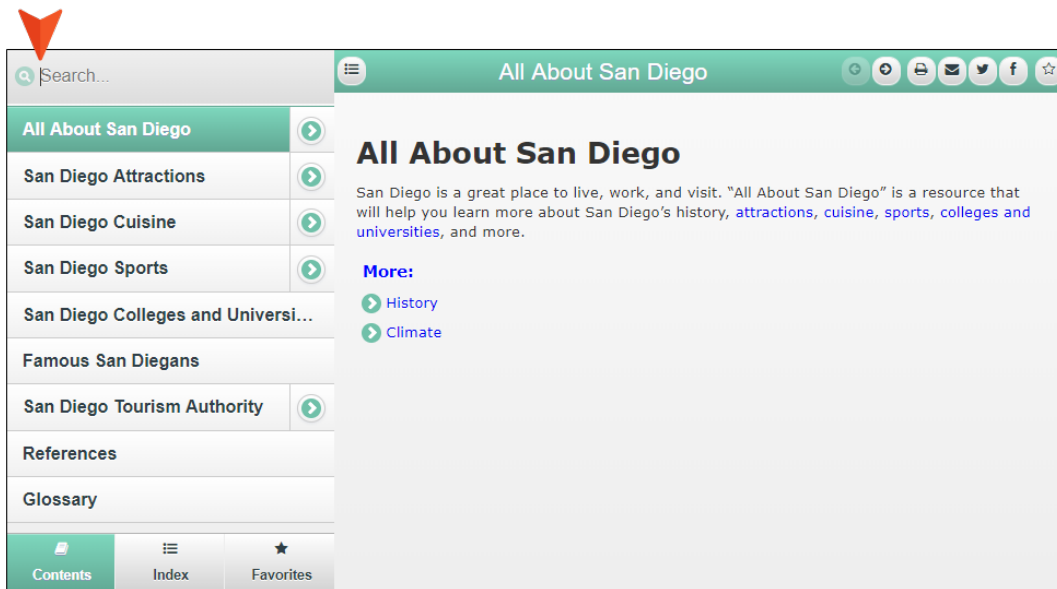 Search...
All About San Diego
All About San Diego
San Diego Attractions
San Diego Cuisine
San Diego Sports
San Diego Colleges and Universi...
Famous San Diegans
San Diego Tourism Authority
References
Glossary
Contents
Index
Favorites
All About San Diego
San Diego is a great place to live, work, and visit. “All About San Diego” is a resource that
will help you learn more about San Diego’s history, attractions, cuisine, sports, colleges and
universities, and more.
More:
History
Climate